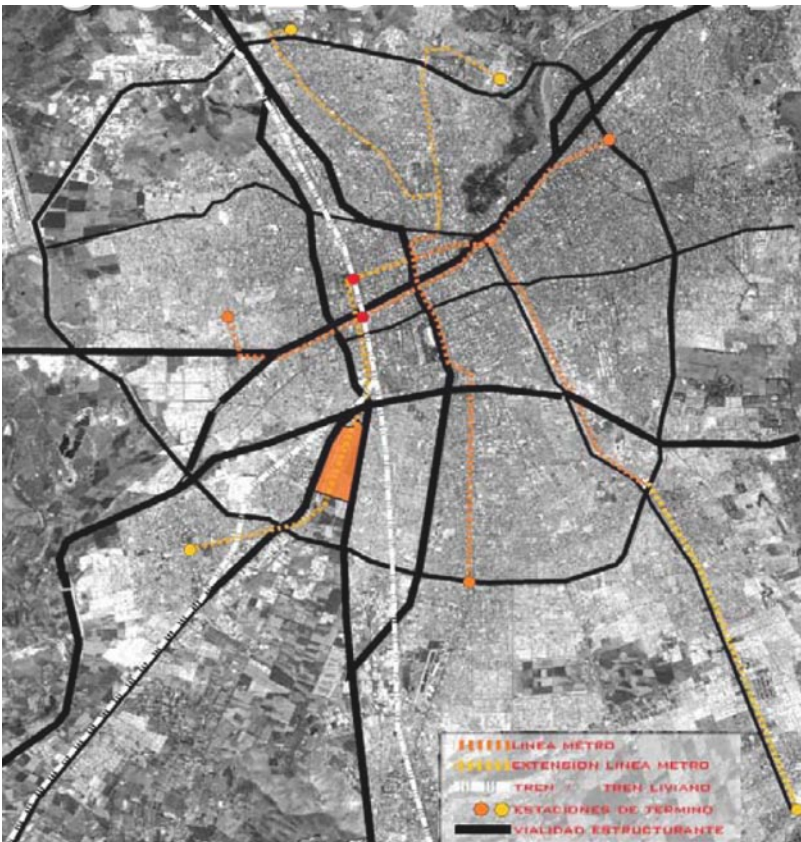 LINEA METRO
EXTENSION LINEA METRO
TREN / TREN LIVIANO
ESTACIONES DE TERMINO
VIALIDAD ESTRUCTURANTE